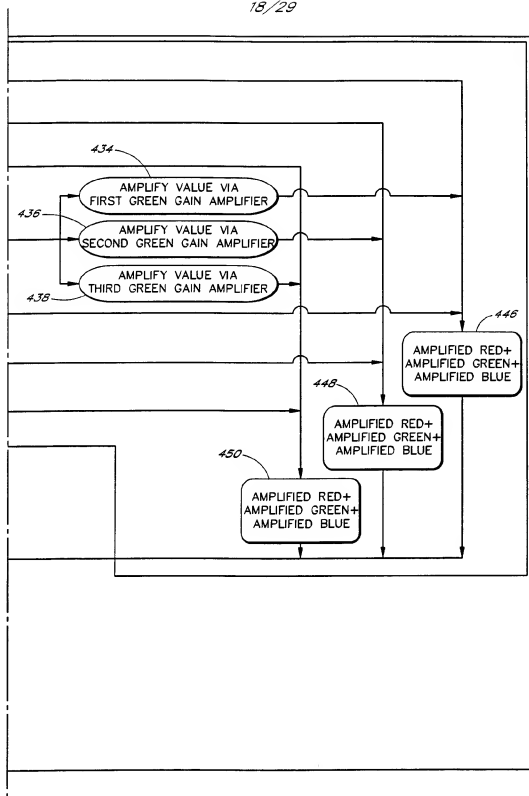 18/29
434
AMPLIFY VALUE VIA
FIRST GREEN GAIN AMPLIFIER
436
AMPLIFY VALUE VIA
SECOND GREEN GAIN AMPLIFIER
AMPLIFY VALUE VIA
THIRD GREEN GAIN AMPLIFIER
438
446
AMPLIFIED RED+
AMPLIFIED GREEN+
AMPLIFIED BLUE
448
AMPLIFIED RED+
AMPLIFIED GREEN+
AMPLIFIED BLUE
450
AMPLIFIED RED+
AMPLIFIED GREEN+
AMPLIFIED BLUE